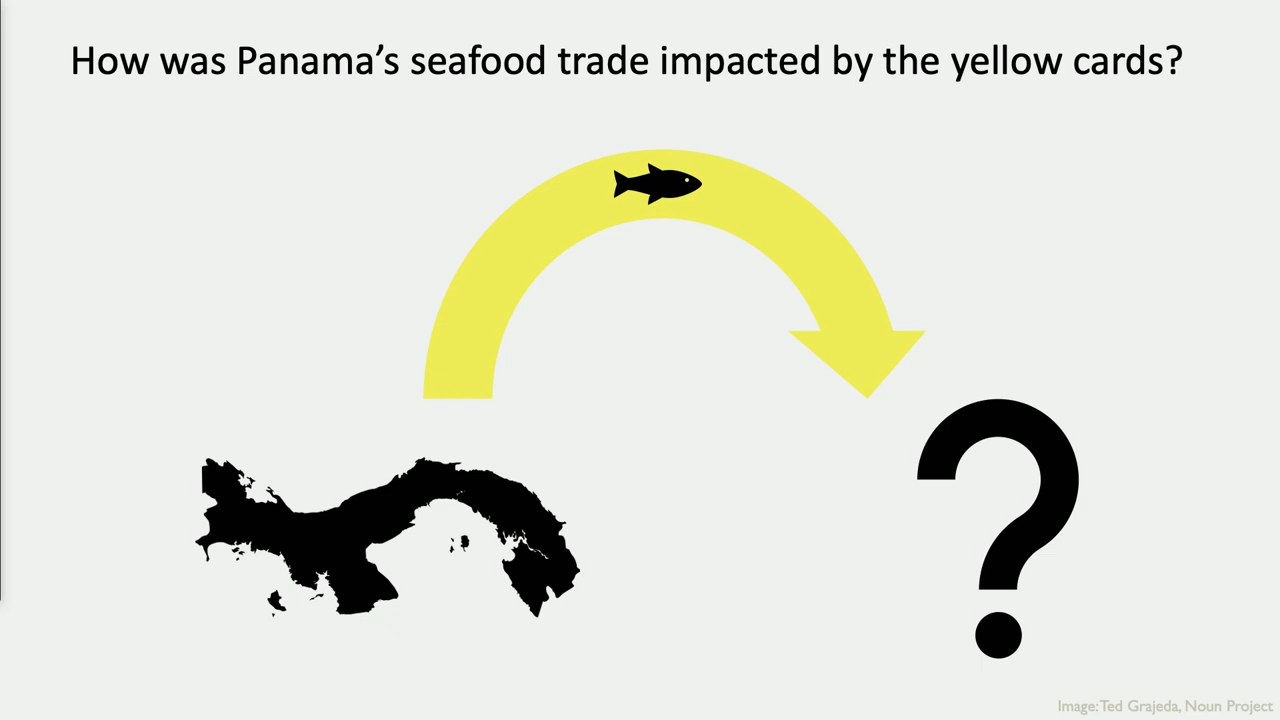 How was Panama’s seafood trade impacted by the yellow cards?
?
Image: Ted Grajeda, Noun Project